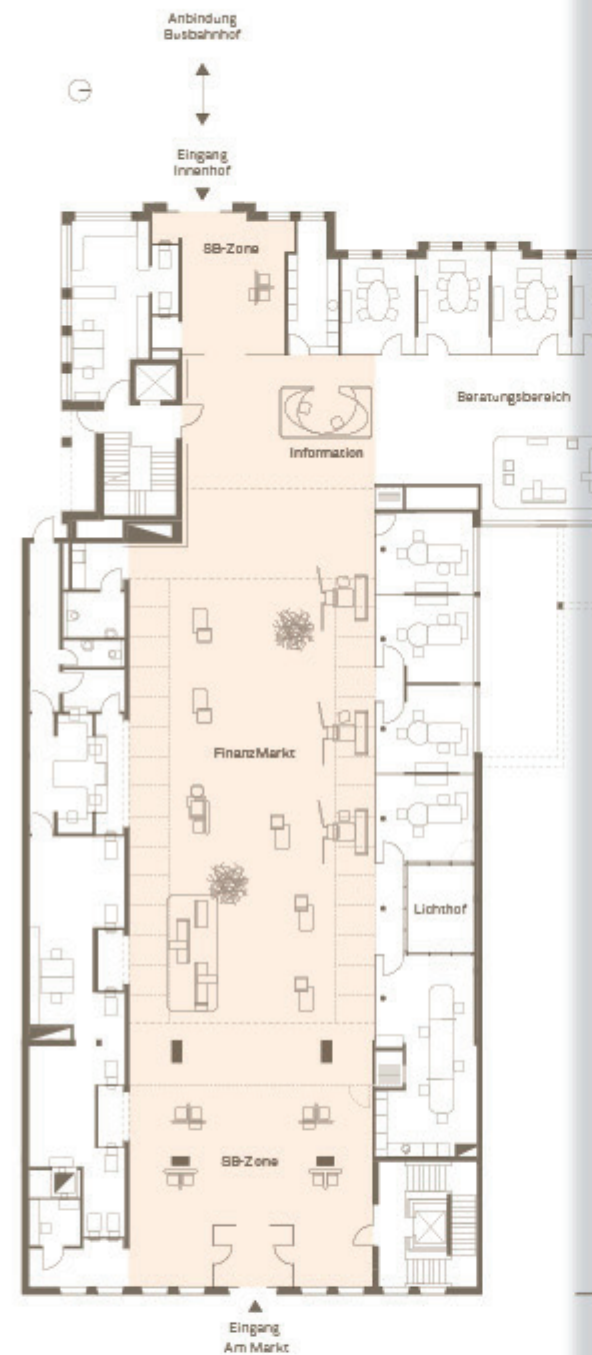 Anbindung
Busbahnhof
Eingang
Innenhof
SB-Zone
Beratungsbereich
Information
FinanzMarkt
Lichthof
SB-Zone
Eingang
Am Markt